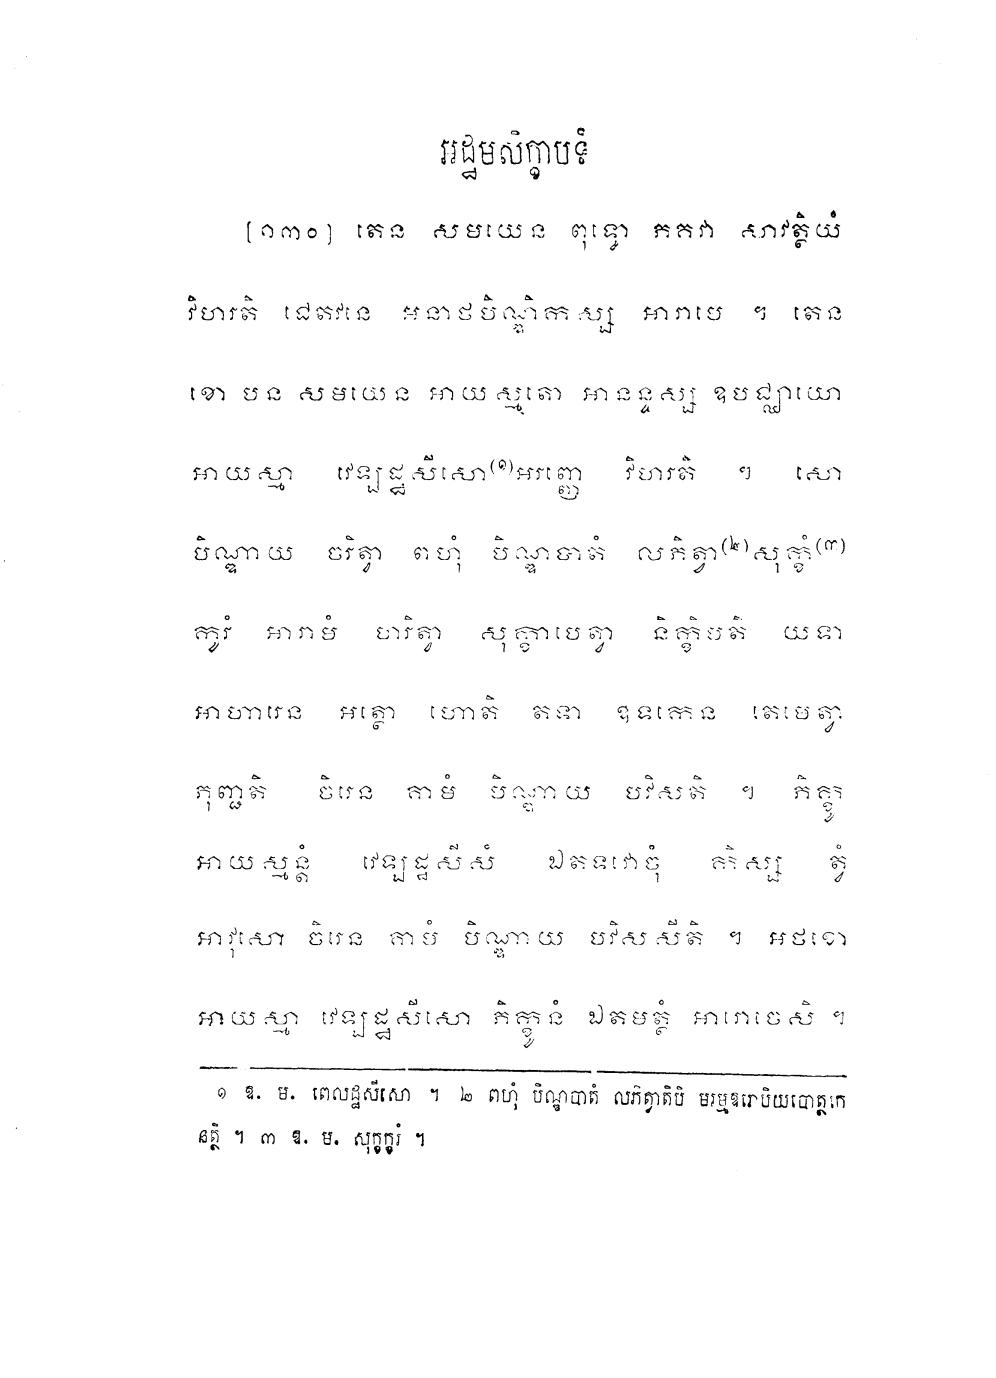 អដ្ឋមសិក្ខាបទំ
[១៣០] តេន សមយេន ពុទ្ធោ ភគវា សាវត្ថិយំ
វិហរតិ ជេតវនេ អនាថបិណ្ឌិកស្ស អារាមេ ។ តេន
ខោ បន សមយេន អាយស្មតោ អានន្ទស្ស ឧបជ្ឈាយោ
អាយស្មា វេឡដ្ឋសីសោ(១)អរញ្ញេ វិហរតិ ។ សោ
បិណ្ឌាយ ចរិត្វា ពហុំ បិណ្ឌបាតំ លភិត្វា(២)សុក្ខំ(៣)
កូរំ អារាមំ ហរិត្វា សុក្ខាបេត្វា និក្ខិបតិ យទា
អាហារេន អត្ថោ ហោតិ តទា ឧទកេន តេមេត្វា
ភុញ្ជតិ ចិរេន គាមំ បិណ្ឌាយ បវិសតិ ។ ភិក្ខូ
អាយស្មន្តំ វេឡដ្ឋសីសំ ឯតទវោចុំ កិស្ស ត្វំ
អាវុសោ ចិរេន គាមំ បិណ្ឌាយ បវិសសីតិ ។ អថខោ
អាយស្មា វេឡដ្ឋសីសោ ភិក្ខូនំ ឯតមត្ថំ អារោចេសិ ។
១ ឧ. ម. ពេលដ្ឋសីសោ ។ ២ ពហុំ បិណ្ឌបាតំ លភិត្វាតិបិ មរម្មឧរោបិយបោត្ថកេ
នត្ថិ ។ ៣ ឧ. ម. សុក្ខកូរំ ។